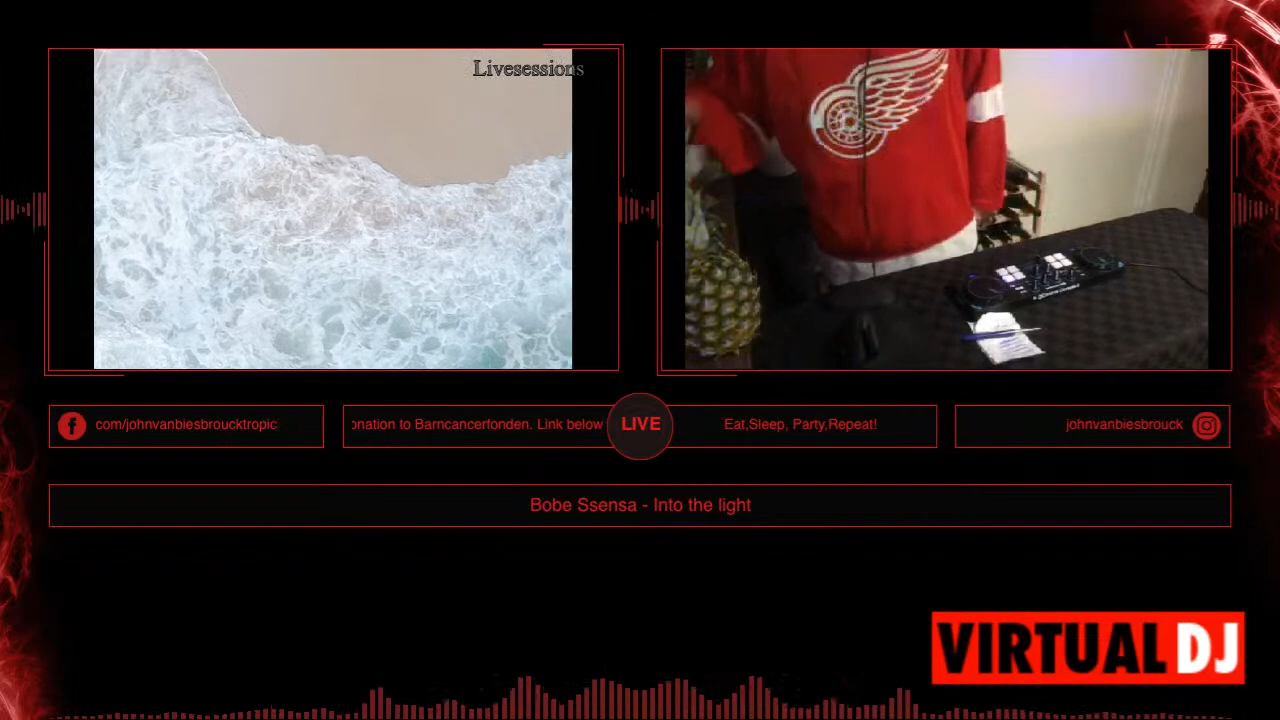 Livesessions
com/johnvanbiesbroucktropic
onation to Barncancerfonden. Link below
LIVE
Eat,Sleep, Party,Repeat!
johnvanbiesbrouck
Bobe Ssensa - Into the light
VIRTUAL DJ